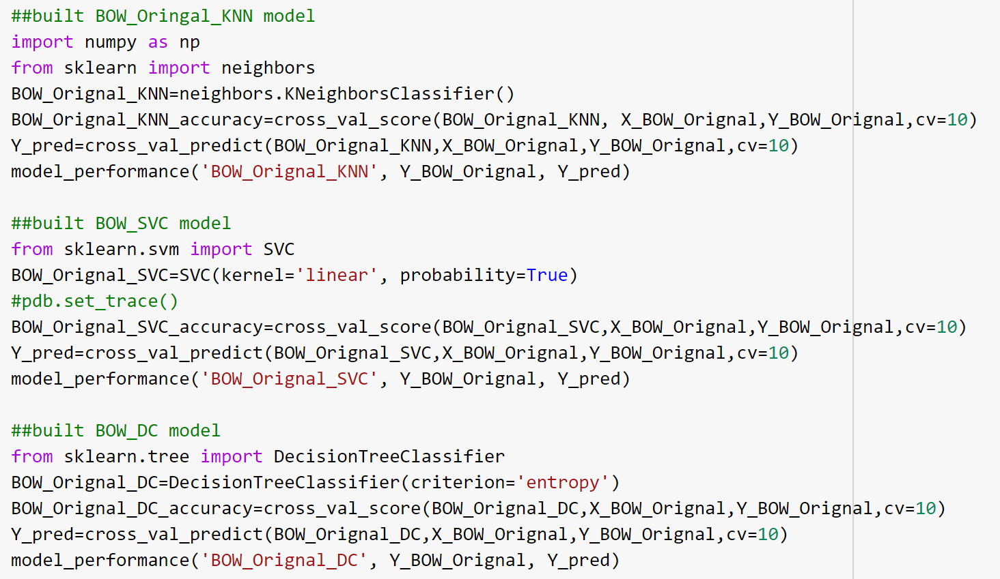 ##built BOW_Oringal_KNN model
import numpy as np
from sklearn import neighbors
BOW_Orignal_KNN=neighbors.KNeighborsClassifier()
BOW_Orignal_KNN_accuracy=cross_val_score(BOW_Orignal_KNN, X_BOW_Orignal,Y_BOW_Orignal,cv=10)
Y_pred=cross_val_predict(BOW_Orignal_KNN,X_BOW_Orignal,Y_BOW_Orignal,cv=10)
model_performance('BOW_Orignal_KNN', Y_BOW_Orignal, Y_pred)

##built BOW_SVC model
from sklearn.svm import SVC
BOW_Orignal_SVC=SVC(kernel='linear', probability=True)
#pdb.set_trace()
BOW_Orignal_SVC_accuracy=cross_val_score(BOW_Orignal_SVC,X_BOW_Orignal,Y_BOW_Orignal,cv=10)
Y_pred=cross_val_predict(BOW_Orignal_SVC,X_BOW_Orignal,Y_BOW_Orignal,cv=10)
model_performance('BOW_Orignal_SVC', Y_BOW_Orignal, Y_pred)

##built BOW_DC model
from sklearn.tree import DecisionTreeClassifier
BOW_Orignal_DC=DecisionTreeClassifier(criterion='entropy')
BOW_Orignal_DC_accuracy=cross_val_score(BOW_Orignal_DC,X_BOW_Orignal,Y_BOW_Orignal,cv=10)
Y_pred=cross_val_predict(BOW_Orignal_DC,X_BOW_Orignal,Y_BOW_Orignal,cv=10)
model_performance('BOW_Orignal_DC', Y_BOW_Orignal, Y_pred)